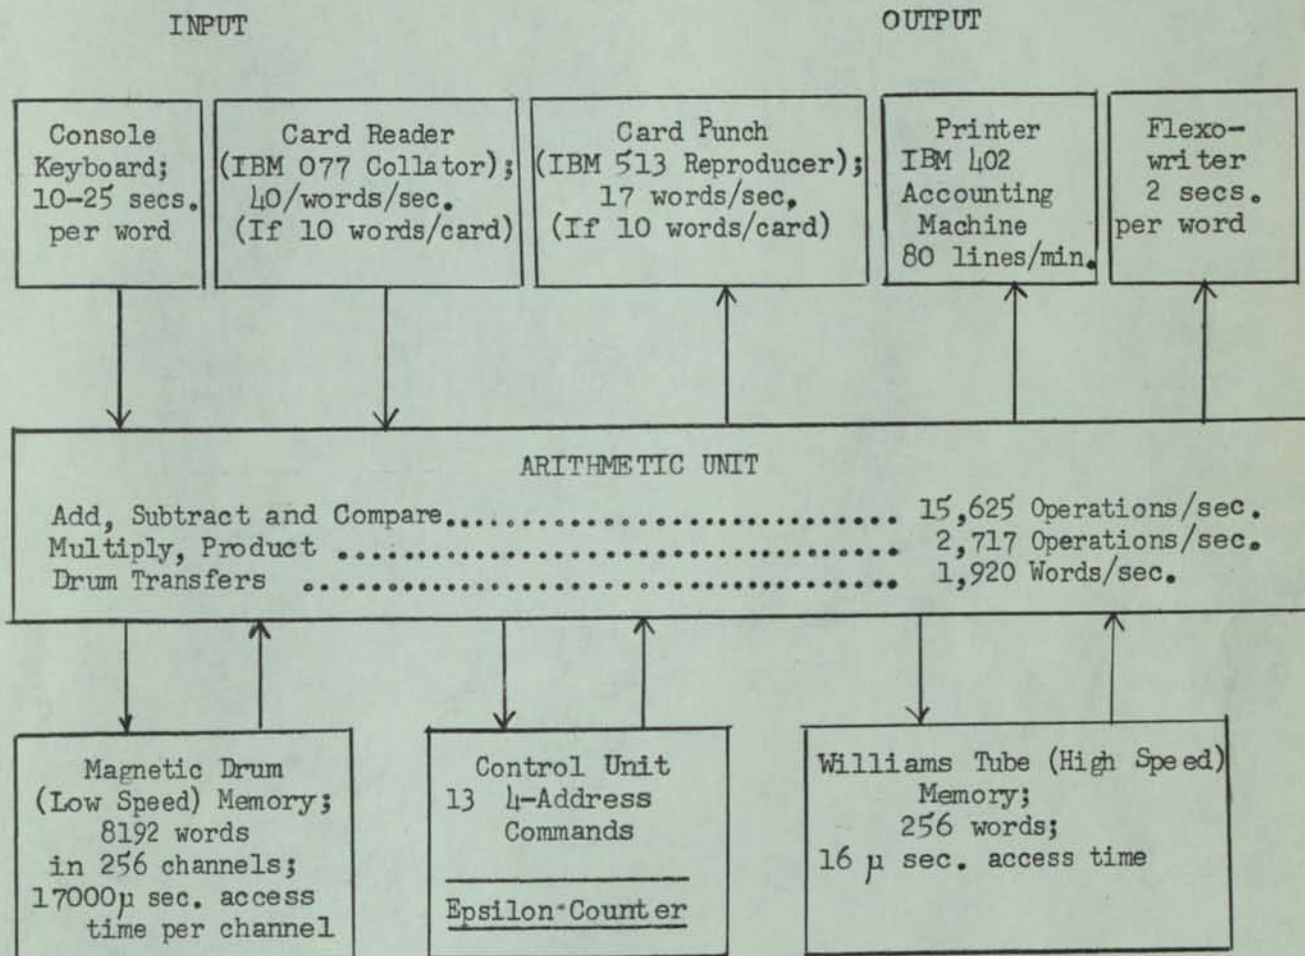 INPUT
OUTPUT
Console
Keyboard;
10-25 secs.
per word
Card Reader
(IBM 077 Collator);
40/words/sec.
(If 10 words/card)
Card Punch
(IBM 513 Reproducer);
17 words/sec.
(If 10 words/card)
Printer
IBM 402
Accounting
Machine
80 lines/min.
Flexo-
writer
2 secs.
per word
ARITHMETIC UNIT
Add, Subtract and Compare.............................. 15,625 Operations/sec.
Multiply, Product ..................................... 2,717 Operations/sec.
Drum Transfers ....................................... 1,920 Words/sec.
Magnetic Drum
(Low Speed) Memory;
8192 words
in 256 channels;
17000μ sec. access
time per channel
Control Unit
13 4-Address
Commands
Epsilon-Counter
Williams Tube (High Speed)
Memory;
256 words;
16 μ sec. access time